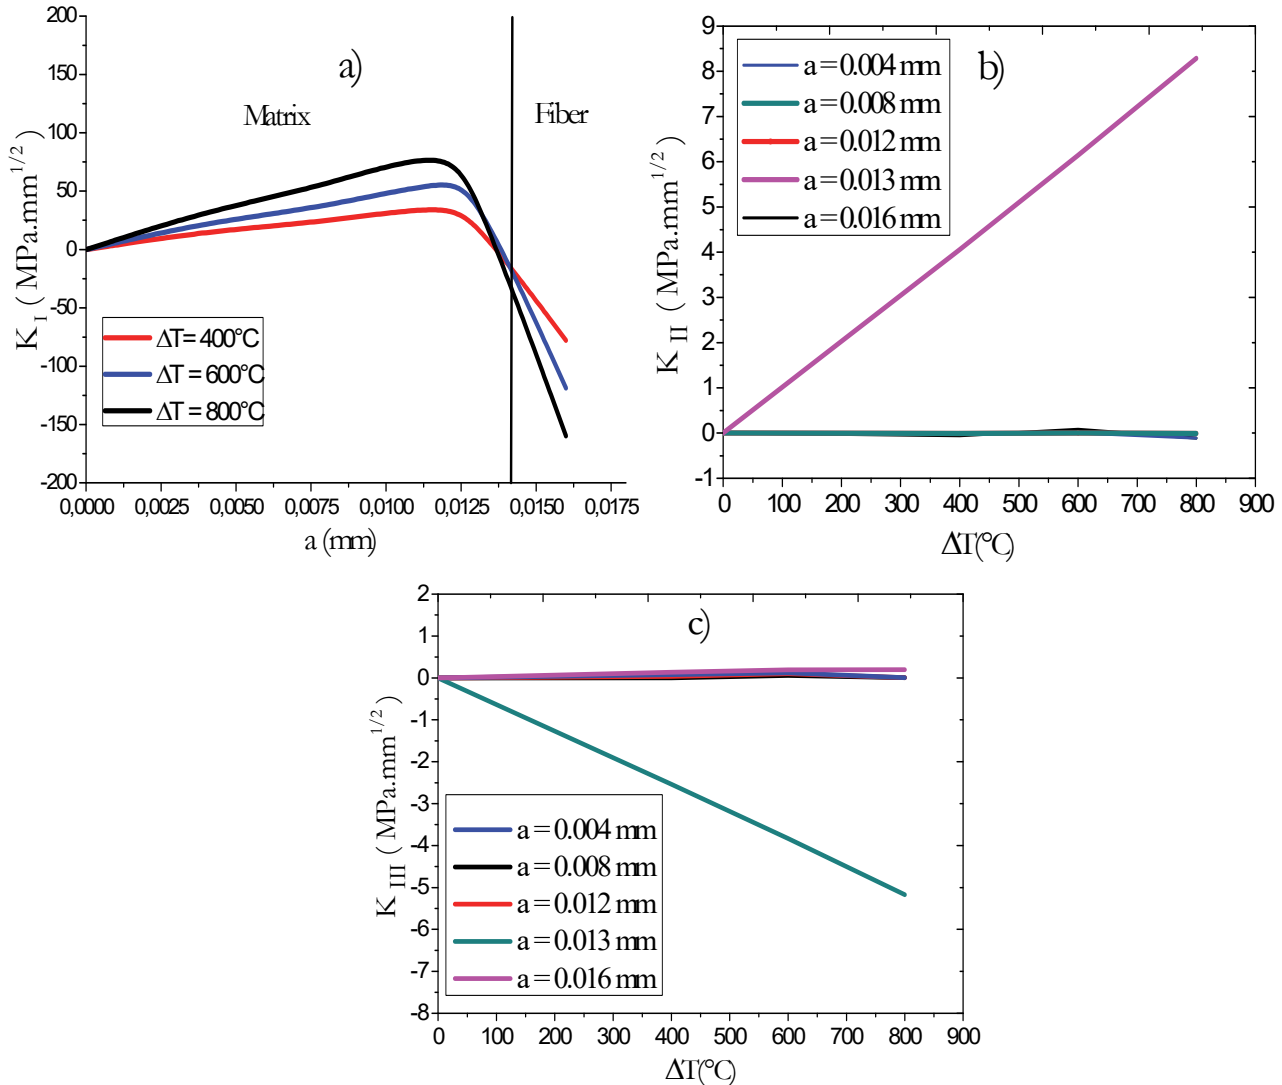 a)
Matrix
Fiber
K I ( MPa.mm1/2)
200
150
100
50
0
-50
-100
-150
-200
ΔT= 400°C
ΔT = 600°C
ΔT = 800°C
0,0000 0,0025 0,0050 0,0075 0,0100 0,0125 0,0150 0,0175
a (mm)
b)
K II ( MPa.mm1/2)
9
8
7
6
5
4
3
2
1
0
-1
a = 0.004 mm
a = 0.008 mm
a = 0.012 mm
a = 0.013 mm
a = 0.016 mm
0 100 200 300 400 500 600 700 800 900
ΔT(°C)
c)
K III ( MPa.mm1/2)
2
1
0
-1
-2
-3
-4
-5
-6
-7
-8
a = 0.004 mm
a = 0.008 mm
a = 0.012 mm
a = 0.013 mm
a = 0.016 mm
0 100 200 300 400 500 600 700 800 900
ΔT(°C)